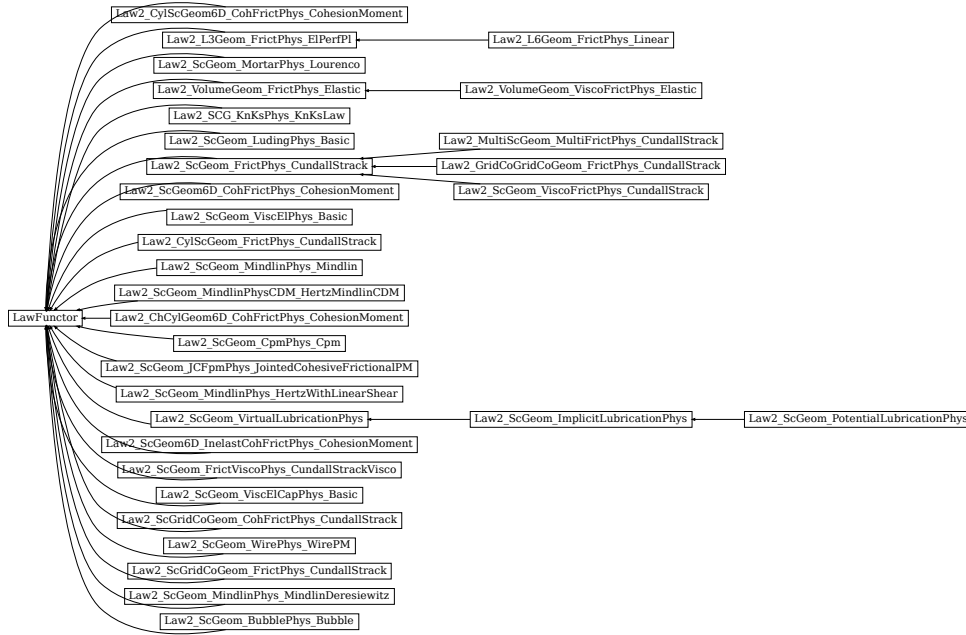 Law2_CylScGeom6D_CohFrictPhys_CohesionMoment
Law2_L3Geom_FrictPhys_ElPerfPl
Law2_L6Geom_FrictPhys_Linear
Law2_ScGeom_MortarPhys_Lourenco
Law2_VolumeGeom_FrictPhys_Elastic
Law2_VolumeGeom_ViscoFrictPhys_Elastic
Law2_SCG_KnKsPhys_KnKsLaw
Law2_ScGeom_LudingPhys_Basic
Law2_MultiScGeom_MultiFrictPhys_CundallStrack
Law2_ScGeom_FrictPhys_CundallStrack
Law2_GridCoGridCoGeom_FrictPhys_CundallStrack
Law2_ScGeom6D_CohFrictPhys_CohesionMoment
Law2_ScGeom_ViscoFrictPhys_CundallStrack
Law2_ScGeom_ViscElPhys_Basic
Law2_CylScGeom_FrictPhys_CundallStrack
Law2_ScGeom_MindlinPhys_Mindlin
Law2_ScGeom_MindlinPhysCDM_HertzMindlinCDM
LawFunctor
Law2_ChCylGeom6D_CohFrictPhys_CohesionMoment
Law2_ScGeom_CpmPhys_Cpm
Law2_ScGeom_JCFpmPhys_JointedCohesiveFrictionalPM
Law2_ScGeom_MindlinPhys_HertzWithLinearShear
Law2_ScGeom_VirtualLubricationPhys
Law2_ScGeom_ImplicitLubricationPhys
Law2_ScGeom_PotentialLubricationPhys
Law2_ScGeom6D_InelastCohFrictPhys_CohesionMoment
Law2_ScGeom_FrictViscoPhys_CundallStrackVisco
Law2_ScGeom_ViscElCapPhys_Basic
Law2_ScGridCoGeom_CohFrictPhys_CundallStrack
Law2_ScGeom_WirePhys_WirePM
Law2_ScGridCoGeom_FrictPhys_CundallStrack
Law2_ScGeom_MindlinPhys_MindlinDeresiewitz
Law2_ScGeom_BubblePhys_Bubble